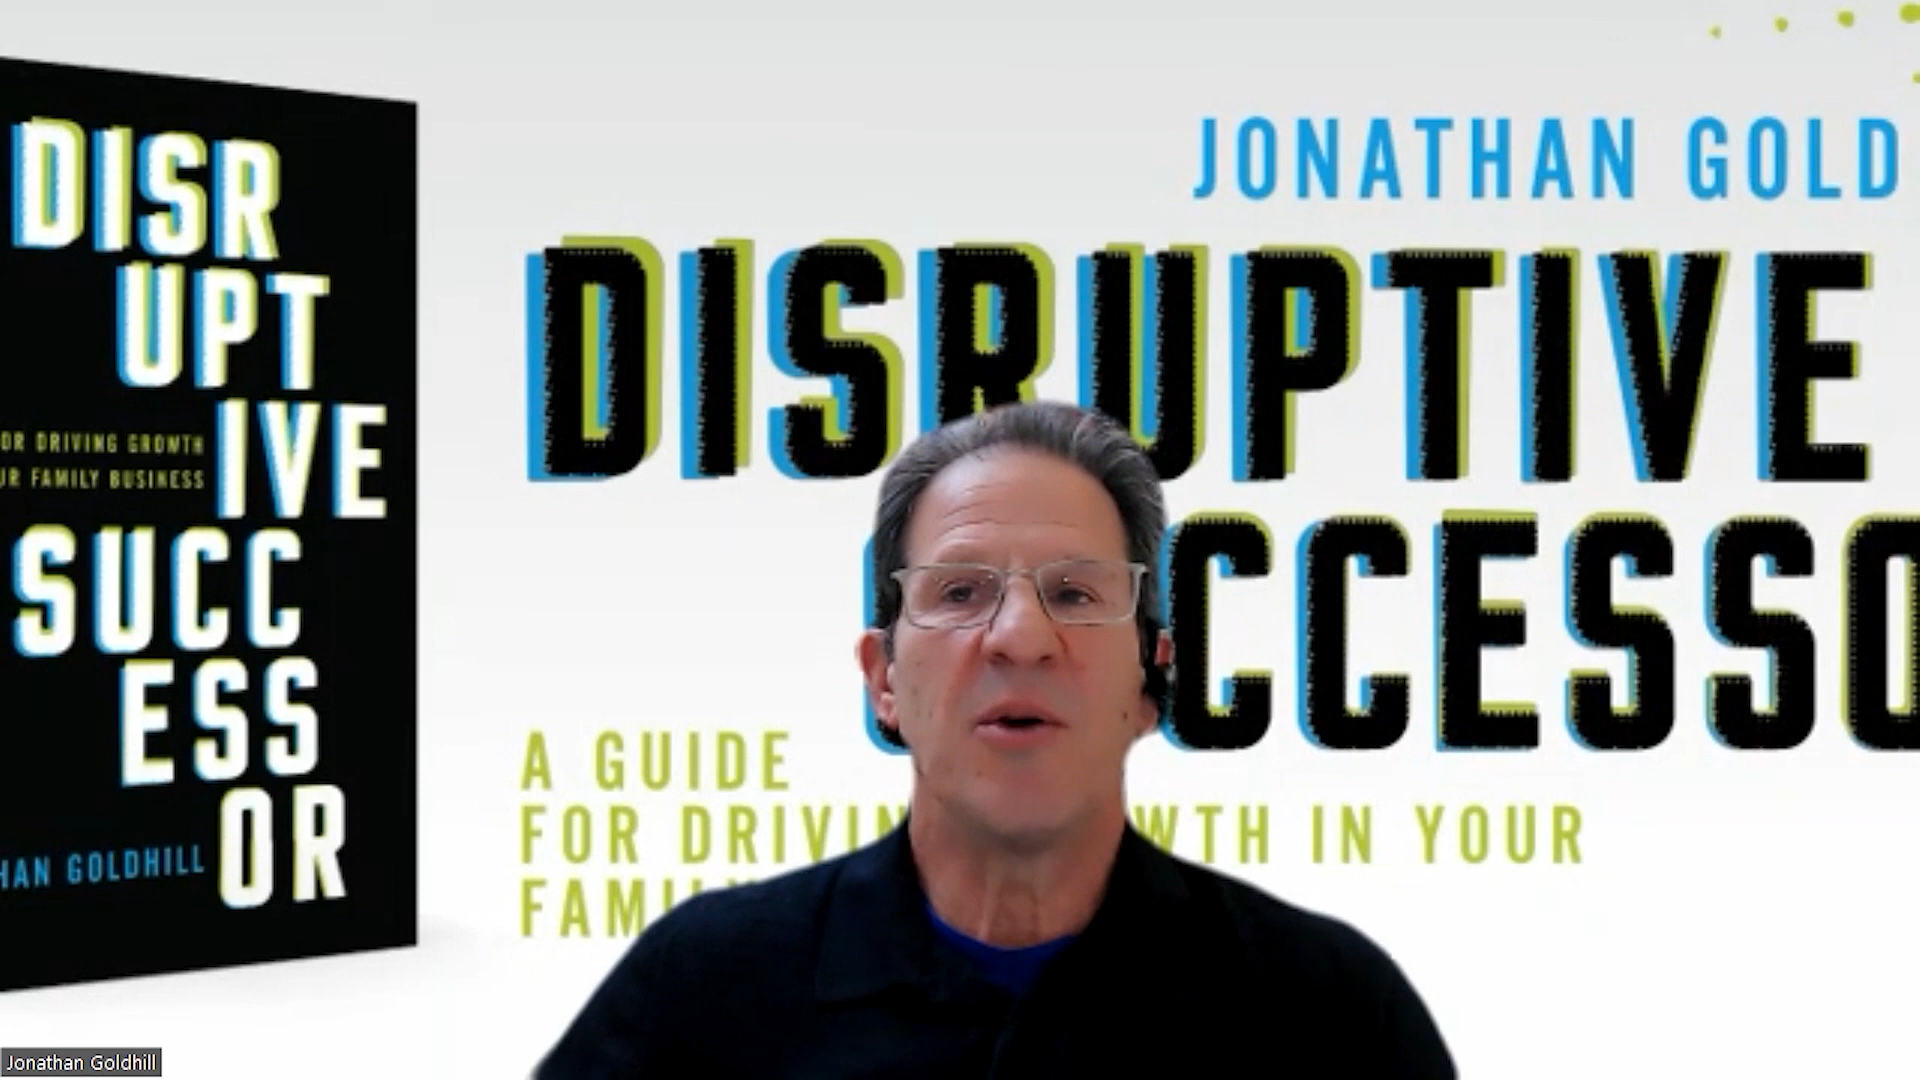 DISR
UPT
IVE
OR DRIVING GROWTH
UR FAMILY BUSINESS
SUCC
ESS
OR
HAN GOLDHILL
JONATHAN GOLD
DISRUPTIVE
CCESSO
A GUIDE
FOR DRIVIN WTH IN YOUR
FAMIL
Jonathan Goldhill